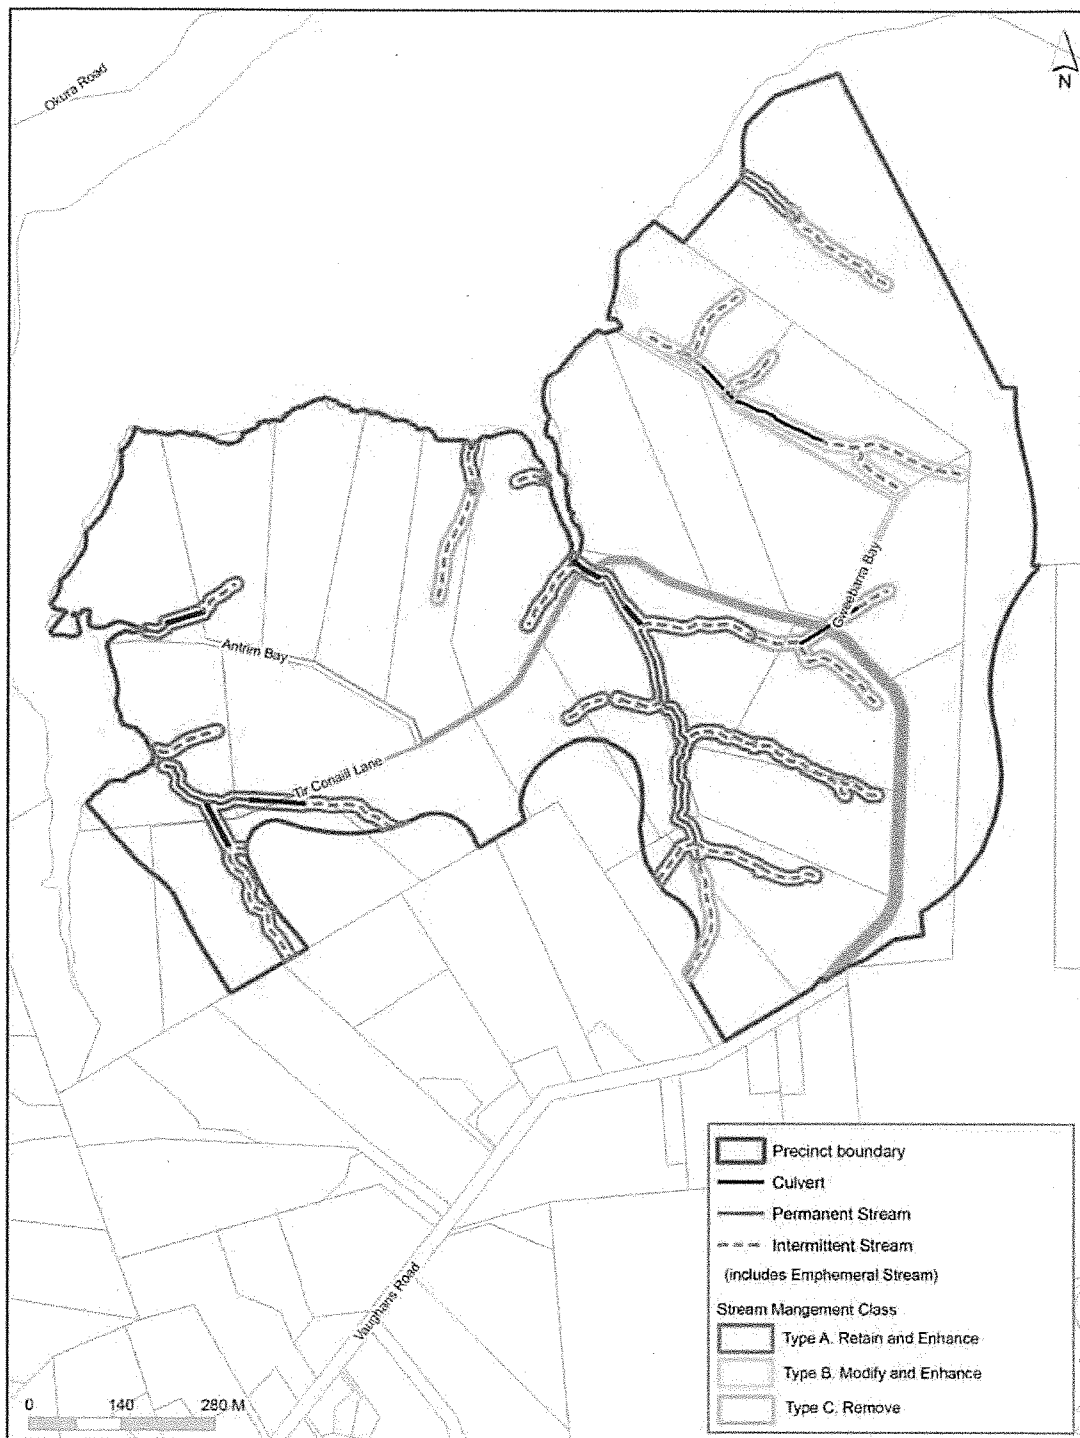 Okura Road
N
Gweebarra Bay
Antrim Bay
Tir Conaill Lane
Vaughans Road
Precinct boundary
Culvert
Permanent Stream
Intermittent Stream
(includes Emphemeral Stream)
Stream Mangement Class
Type A. Retain and Enhance
Type B. Modify and Enhance
Type C. Remove
0 140 280 M